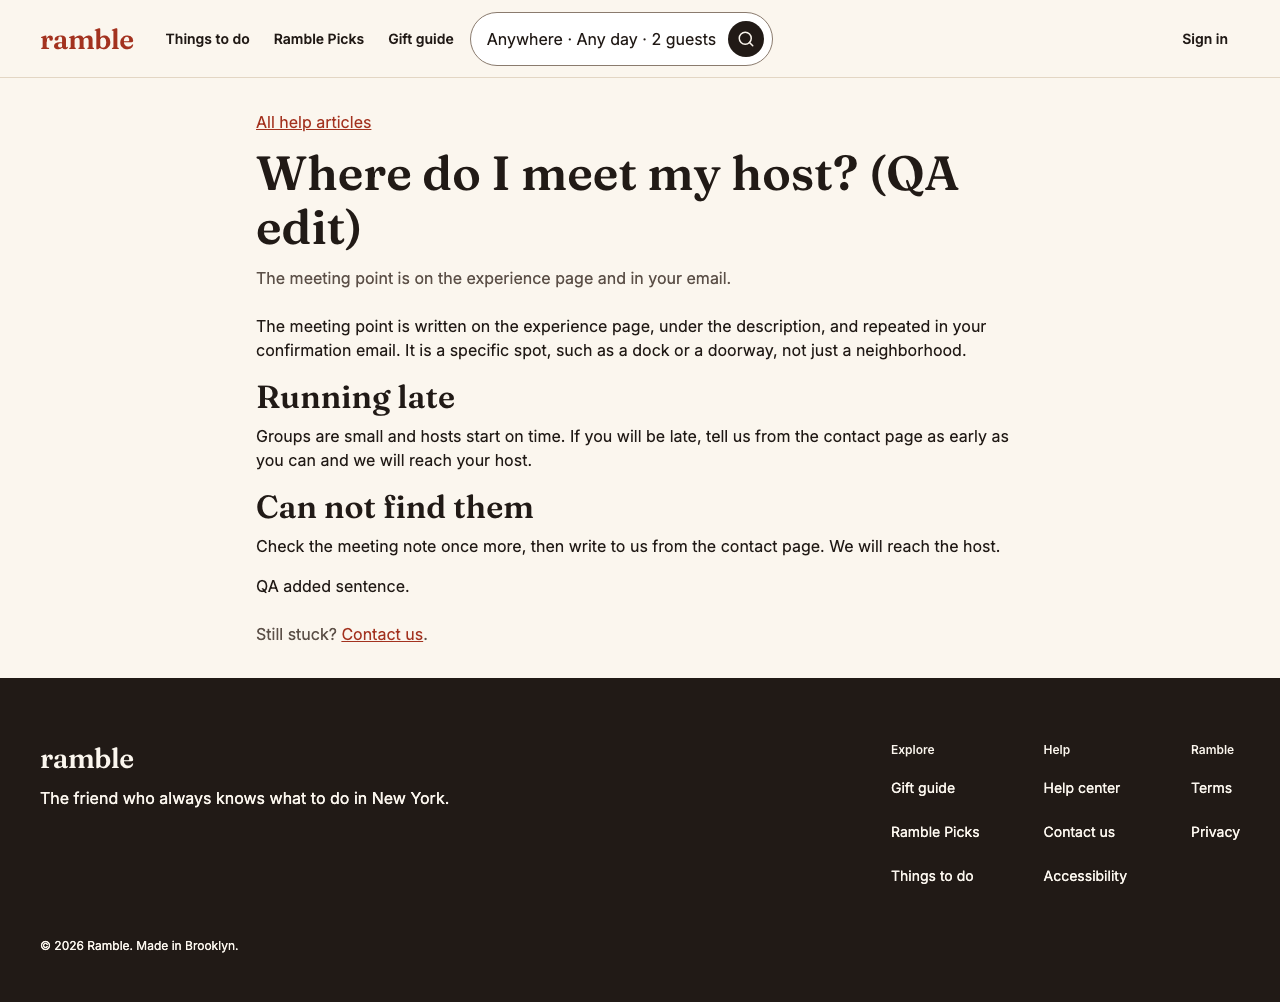 ramble
Things to do
Ramble Picks
Gift guide
Anywhere · Any day · 2 guests
Sign in
All help articles
Where do I meet my host? (QA
edit)
The meeting point is on the experience page and in your email.
The meeting point is written on the experience page, under the description, and repeated in your
confirmation email. It is a specific spot, such as a dock or a doorway, not just a neighborhood.
Running late
Groups are small and hosts start on time. If you will be late, tell us from the contact page as early as
you can and we will reach your host.
Can not find them
Check the meeting note once more, then write to us from the contact page. We will reach the host.
QA added sentence.
Still stuck? Contact us.
ramble
The friend who always knows what to do in New York.
Explore
Gift guide
Ramble Picks
Things to do
Help
Help center
Contact us
Accessibility
Ramble
Terms
Privacy
© 2026 Ramble. Made in Brooklyn.